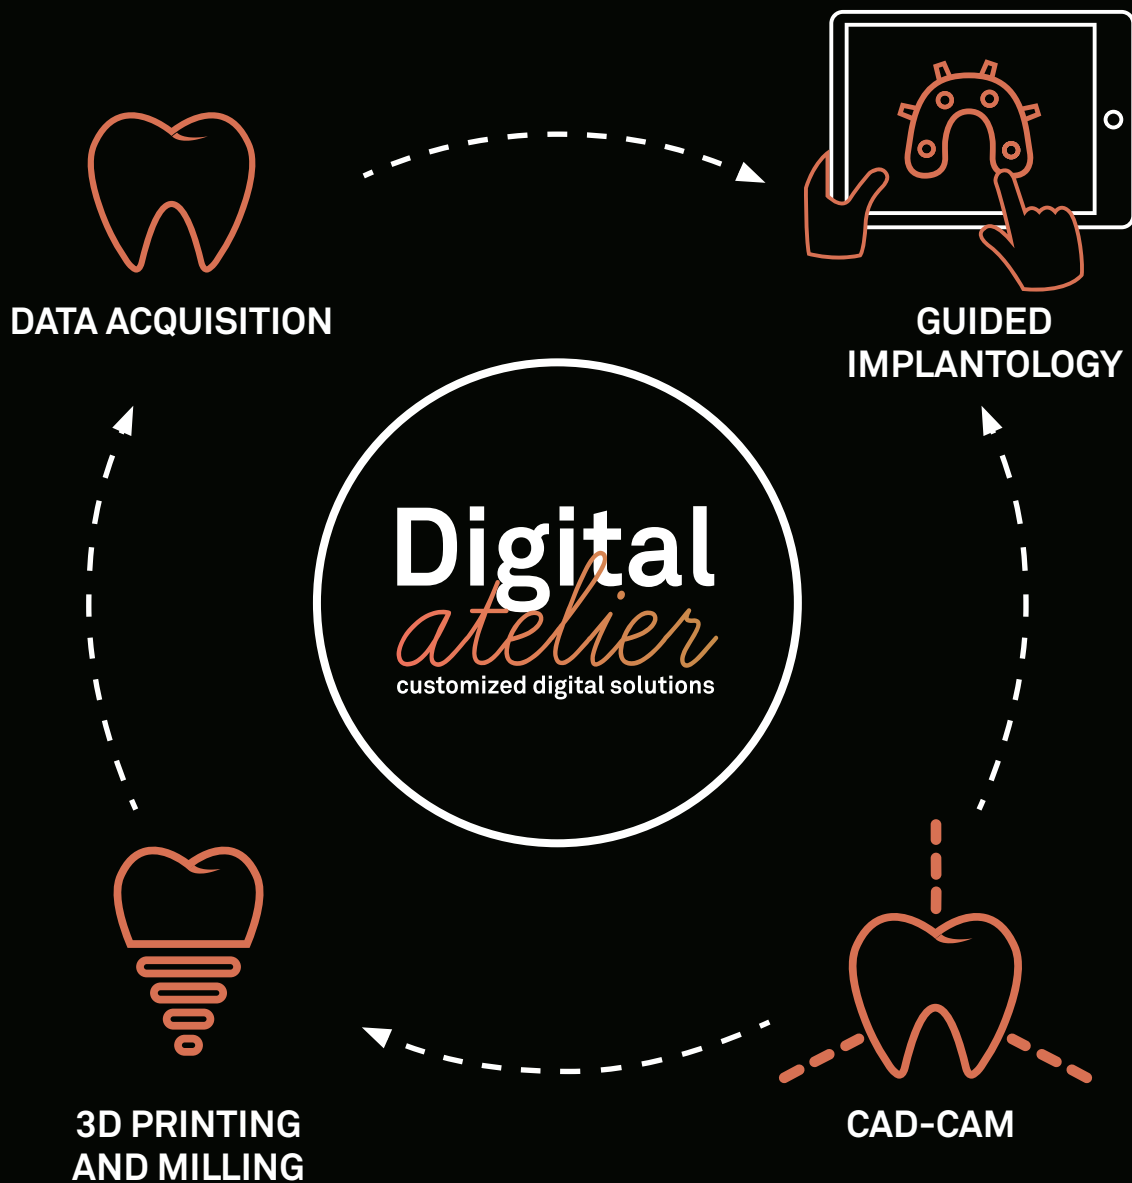 DATA ACQUISITION
GUIDED
IMPLANTOLOGY
Digital
atelier
customized digital solutions
3D PRINTING
AND MILLING
CAD-CAM